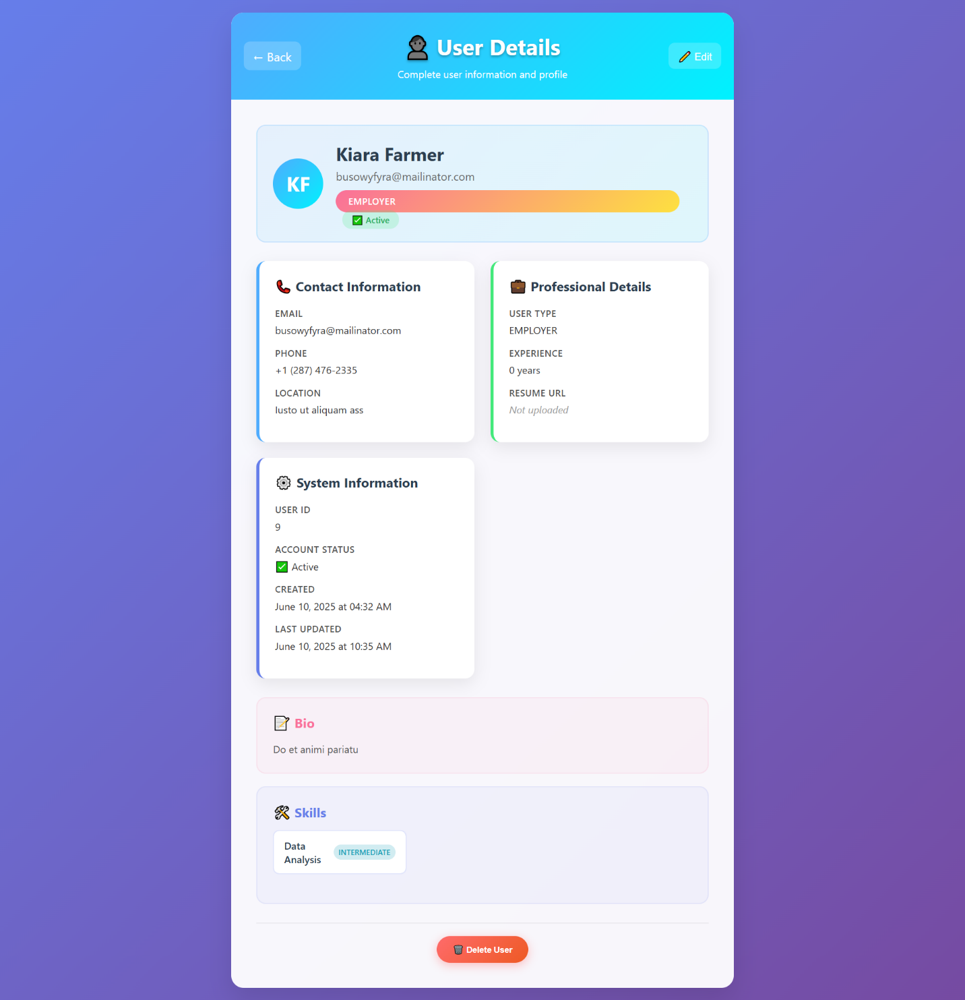 ← Back
User Details
Complete user information and profile
Edit
KF
Kiara Farmer
busowyfyra@mailinator.com
EMPLOYER
✅ Active
Contact Information
EMAIL
busowyfyra@mailinator.com
PHONE
+1 (287) 476-2335
LOCATION
Iusto ut aliquam ass
Professional Details
USER TYPE
EMPLOYER
EXPERIENCE
0 years
RESUME URL
Not uploaded
System Information
USER ID
9
ACCOUNT STATUS
✅ Active
CREATED
June 10, 2025 at 04:32 AM
LAST UPDATED
June 10, 2025 at 10:35 AM
Bio
Do et animi pariatu
Skills
Data
Analysis
INTERMEDIATE
Delete User